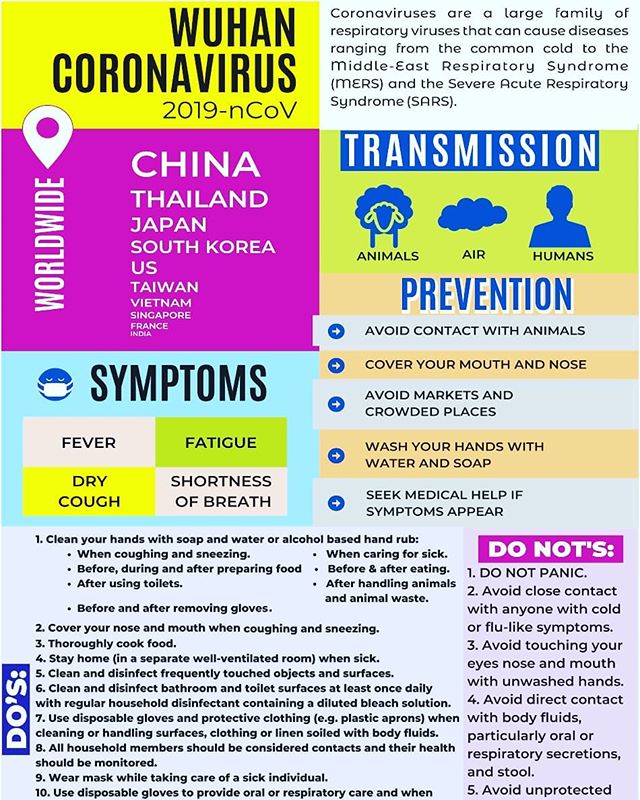 WUHAN
CORONAVIRUS
2019-nCoV
Coronaviruses are a large family of
respiratory viruses that can cause diseases
ranging from the common cold to the
Middle-East Respiratory Syndrome
(MERS) and the Severe Acute Respiratory
Syndrome (SARS).
WORLDWIDE
CHINA
THAILAND
JAPAN
SOUTH KOREA
US
TAIWAN
VIETNAM
SINGAPORE
FRANCE
INDIA
TRANSMISSION
ANIMALS
AIR
HUMANS
PREVENTION
AVOID CONTACT WITH ANIMALS
COVER YOUR MOUTH AND NOSE
AVOID MARKETS AND
CROWDED PLACES
WASH YOUR HANDS WITH
WATER AND SOAP
SEEK MEDICAL HELP IF
SYMPTOMS APPEAR
SYMPTOMS
FEVER
FATIGUE
DRY
COUGH
SHORTNESS
OF BREATH
DO'S:
1. Clean your hands with soap and water or alcohol based hand rub:
• When coughing and sneezing.
• When caring for sick.
• Before, during and after preparing food
• Before & after eating.
• After using toilets.
• After handling animals
and animal waste.
• Before and after removing gloves.
2. Cover your nose and mouth when coughing and sneezing.
3. Thoroughly cook food.
4. Stay home (in a separate well-ventilated room) when sick.
5. Clean and disinfect frequently touched objects and surfaces.
6. Clean and disinfect bathroom and toilet surfaces at least once daily
with regular household disinfectant containing a diluted bleach solution.
7. Use disposable gloves and protective clothing (e.g. plastic aprons) when
cleaning or handling surfaces, clothing or linen soiled with body fluids.
8. All household members should be considered contacts and their health
should be monitored.
9. Wear mask while taking care of a sick individual.
10. Use disposable gloves to provide oral or respiratory care and when
DO NOT'S:
1. DO NOT PANIC.
2. Avoid close contact
with anyone with cold
or flu-like symptoms.
3. Avoid touching your
eyes nose and mouth
with unwashed hands.
4. Avoid direct contact
with body fluids,
particularly oral or
respiratory secretions,
and stool.
5. Avoid unprotected